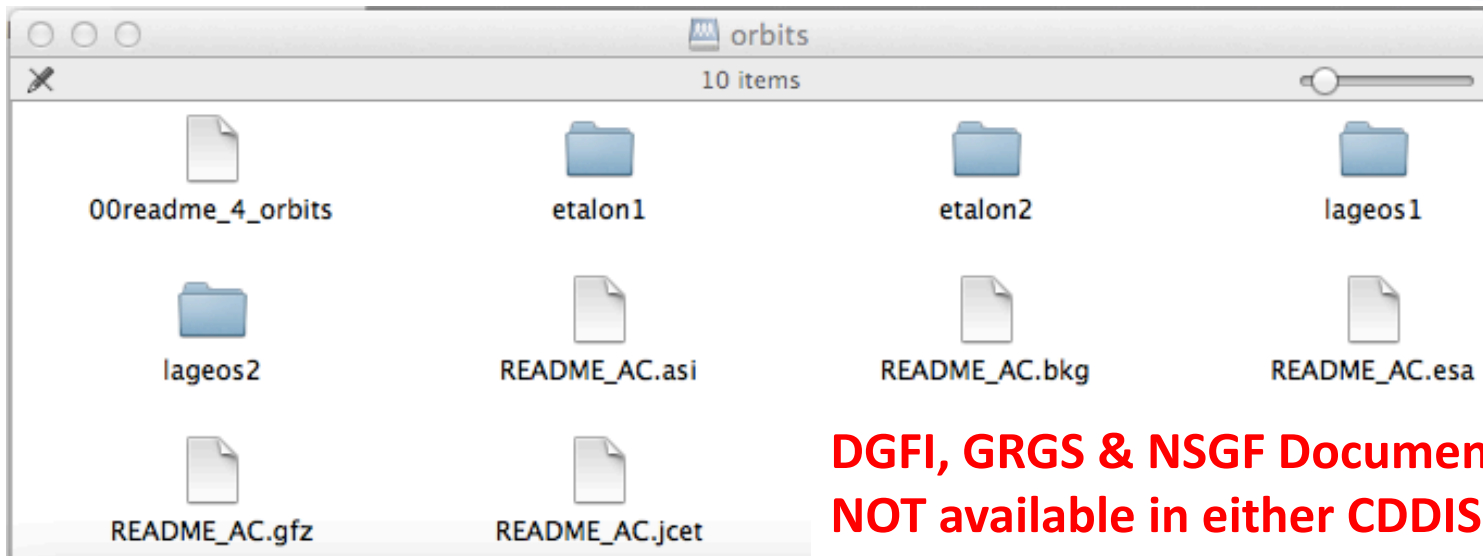 orbits
10 items
00readme_4_orbits
etalon1
etalon2
lageos1
lageos2
README_AC.asi
README_AC.bkg
README_AC.esa
README_AC.gfz
README_AC.jcet
DGFI, GRGS & NSGF
NOT available in either CDDIS